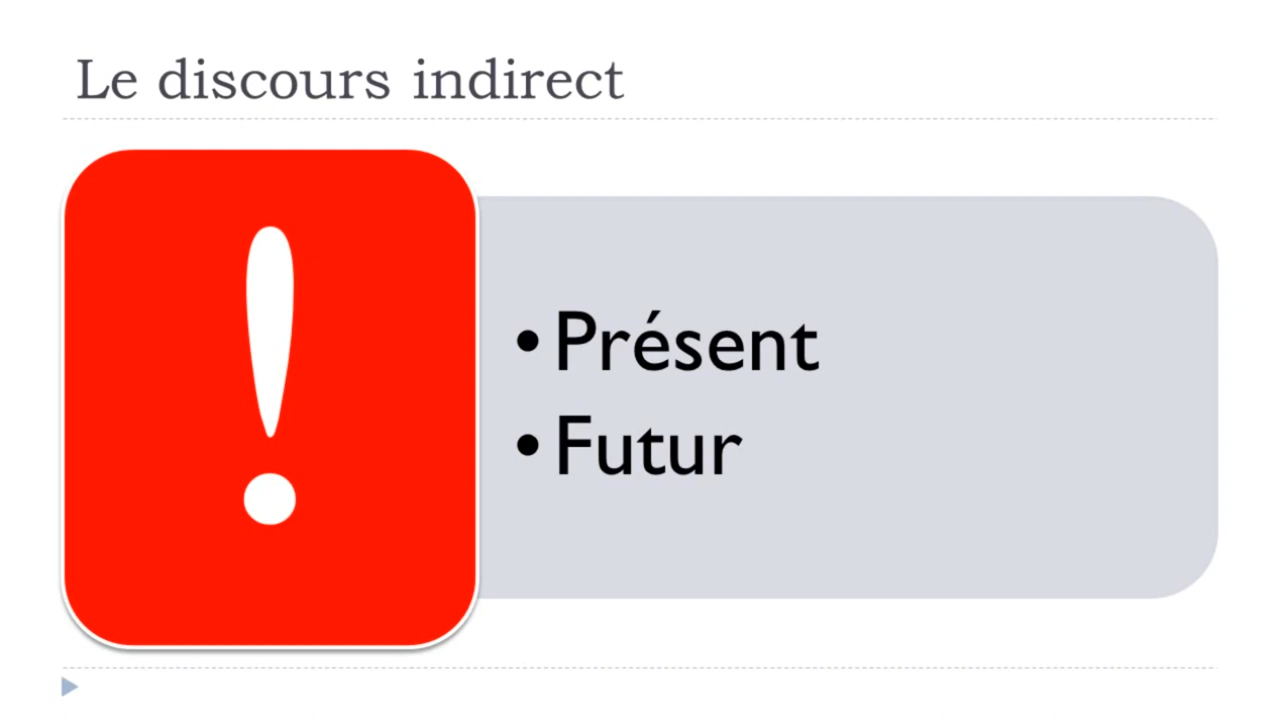 Le discours indirect
!
• Présent
• Futur